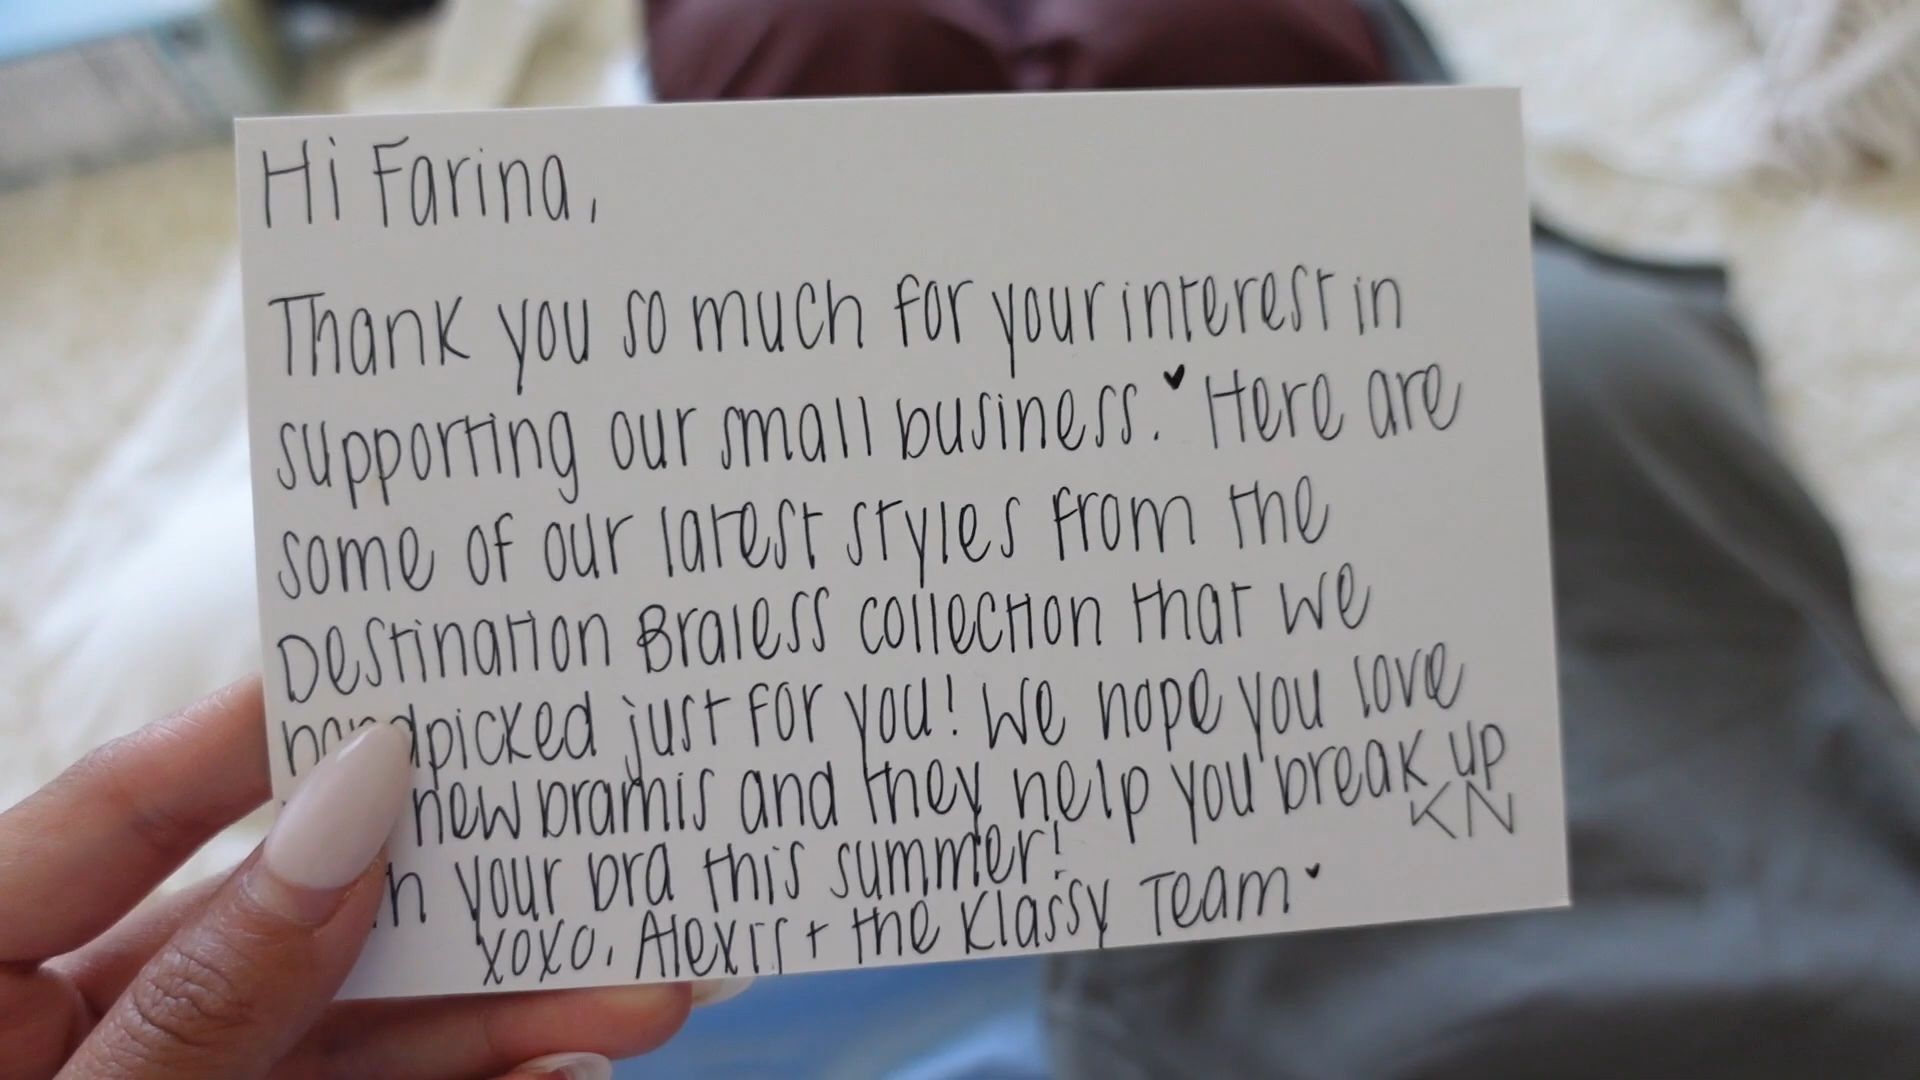 Hi Farina,
Thank you so much for your interest in
supporting our small business. ♥ Here are
some of our latest styles from the
Destination Braless collection that we
handpicked just for you! We hope you love
new bramis and they help you break up
your bra this summer!
xoxo, Alexis + the Klassy Team ♥
KN